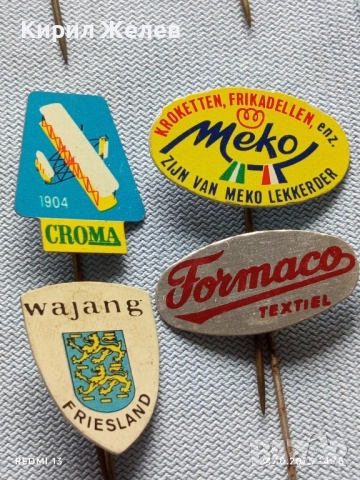 Кирил Желев
1904
CROMA
KROKETTEN, FRIKADELLEN, enz.
Meko
ZIJN VAN MEKO LEKKERDER
wajang
FRIESLAND
Formaco
TEXTIEL
REDMI 13